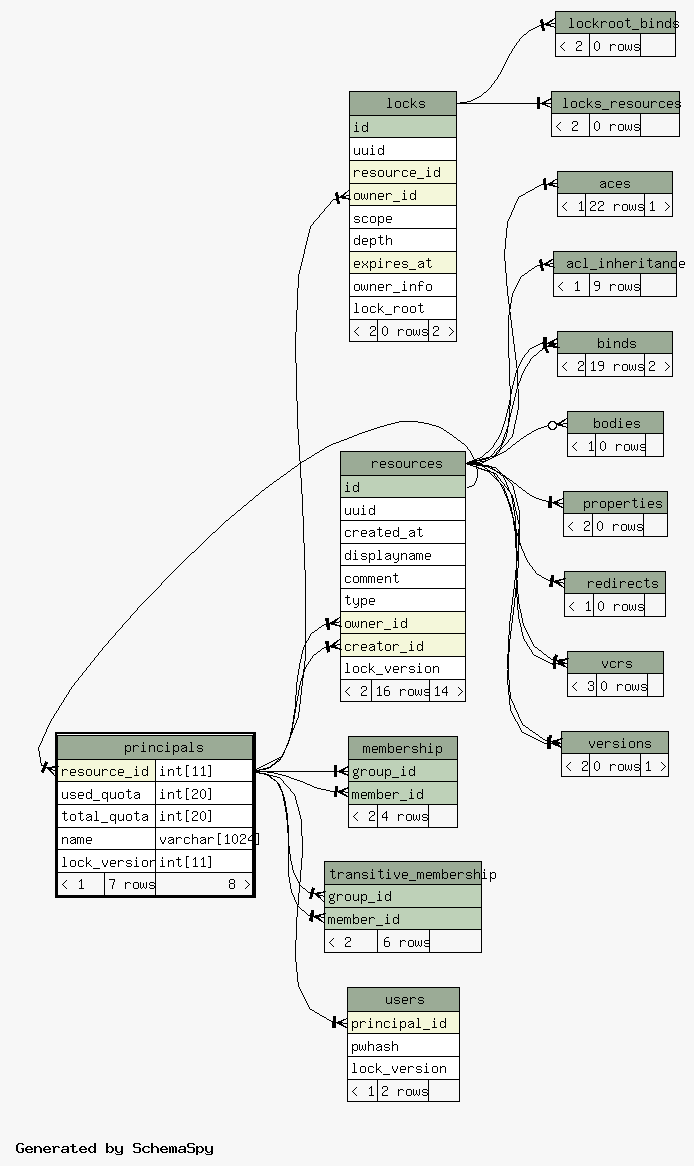 lockroot_binds
< 2 0 rows
locks
id
uuid
resource_id
owner_id
scope
depth
expires_at
owner_info
lock_root
< 2 0 rows 2 >
locks_resources
< 2 0 rows
aces
< 1 22 rows 1 >
acl_inheritance
< 1 9 rows
binds
< 2 19 rows 2 >
bodies
< 1 0 rows
resources
id
uuid
created_at
displayname
comment
type
owner_id
creator_id
lock_version
< 2 16 rows 14 >
properties
< 2 0 rows
redirects
< 1 0 rows
vcrs
< 3 0 rows
versions
< 2 0 rows 1 >
principals
resource_id int[11]
used_quota int[20]
total_quota int[20]
name varchar[1024]
lock_version int[11]
< 1 7 rows 8 >
membership
group_id
member_id
< 2 4 rows
transitive_membership
group_id
member_id
< 2 6 rows
users
principal_id
pwhash
lock_version
< 1 2 rows
Generated by SchemaSpy